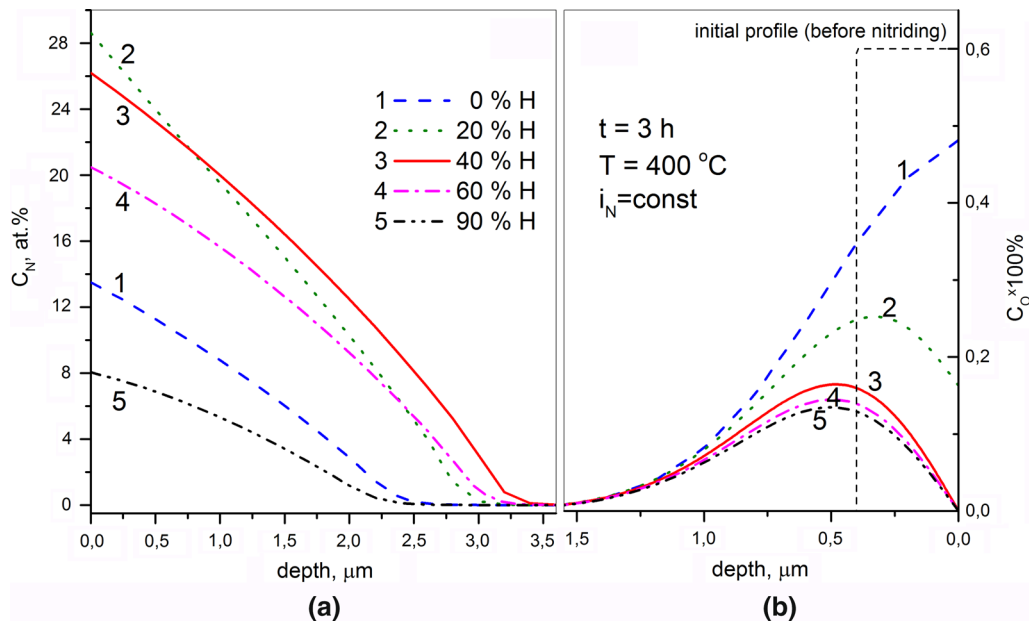 28
24
20
16
12
8
4
0
C_N, at.%
2
3
4
1
5
1 0 % H
2 20 % H
3 40 % H
4 60 % H
5 90 % H
0,0 0,5 1,0 1,5 2,0 2,5 3,0 3,5
depth, μm
(a)
initial profile (before nitriding)
t = 3 h
T = 400 °C
i_N=const
1
2
3
4
5
0,6
0,4
0,2
0,0
C_O×100%
1,5 1,0 0,5 0,0
depth, μm
(b)